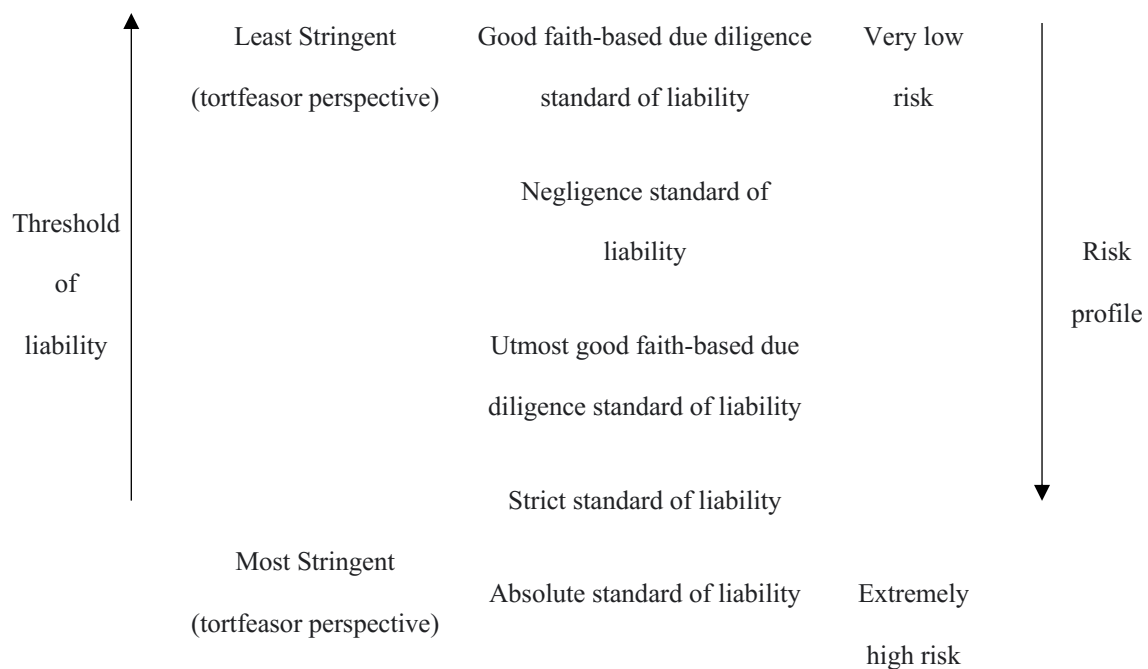 Least Stringent
(tortfeasor perspective)
Good faith-based due diligence
standard of liability
Very low
risk
Negligence standard of
liability
Threshold
of
liability
Risk
profile
Utmost good faith-based due
diligence standard of liability
Strict standard of liability
Most Stringent
(tortfeasor perspective)
Absolute standard of liability
Extremely
high risk